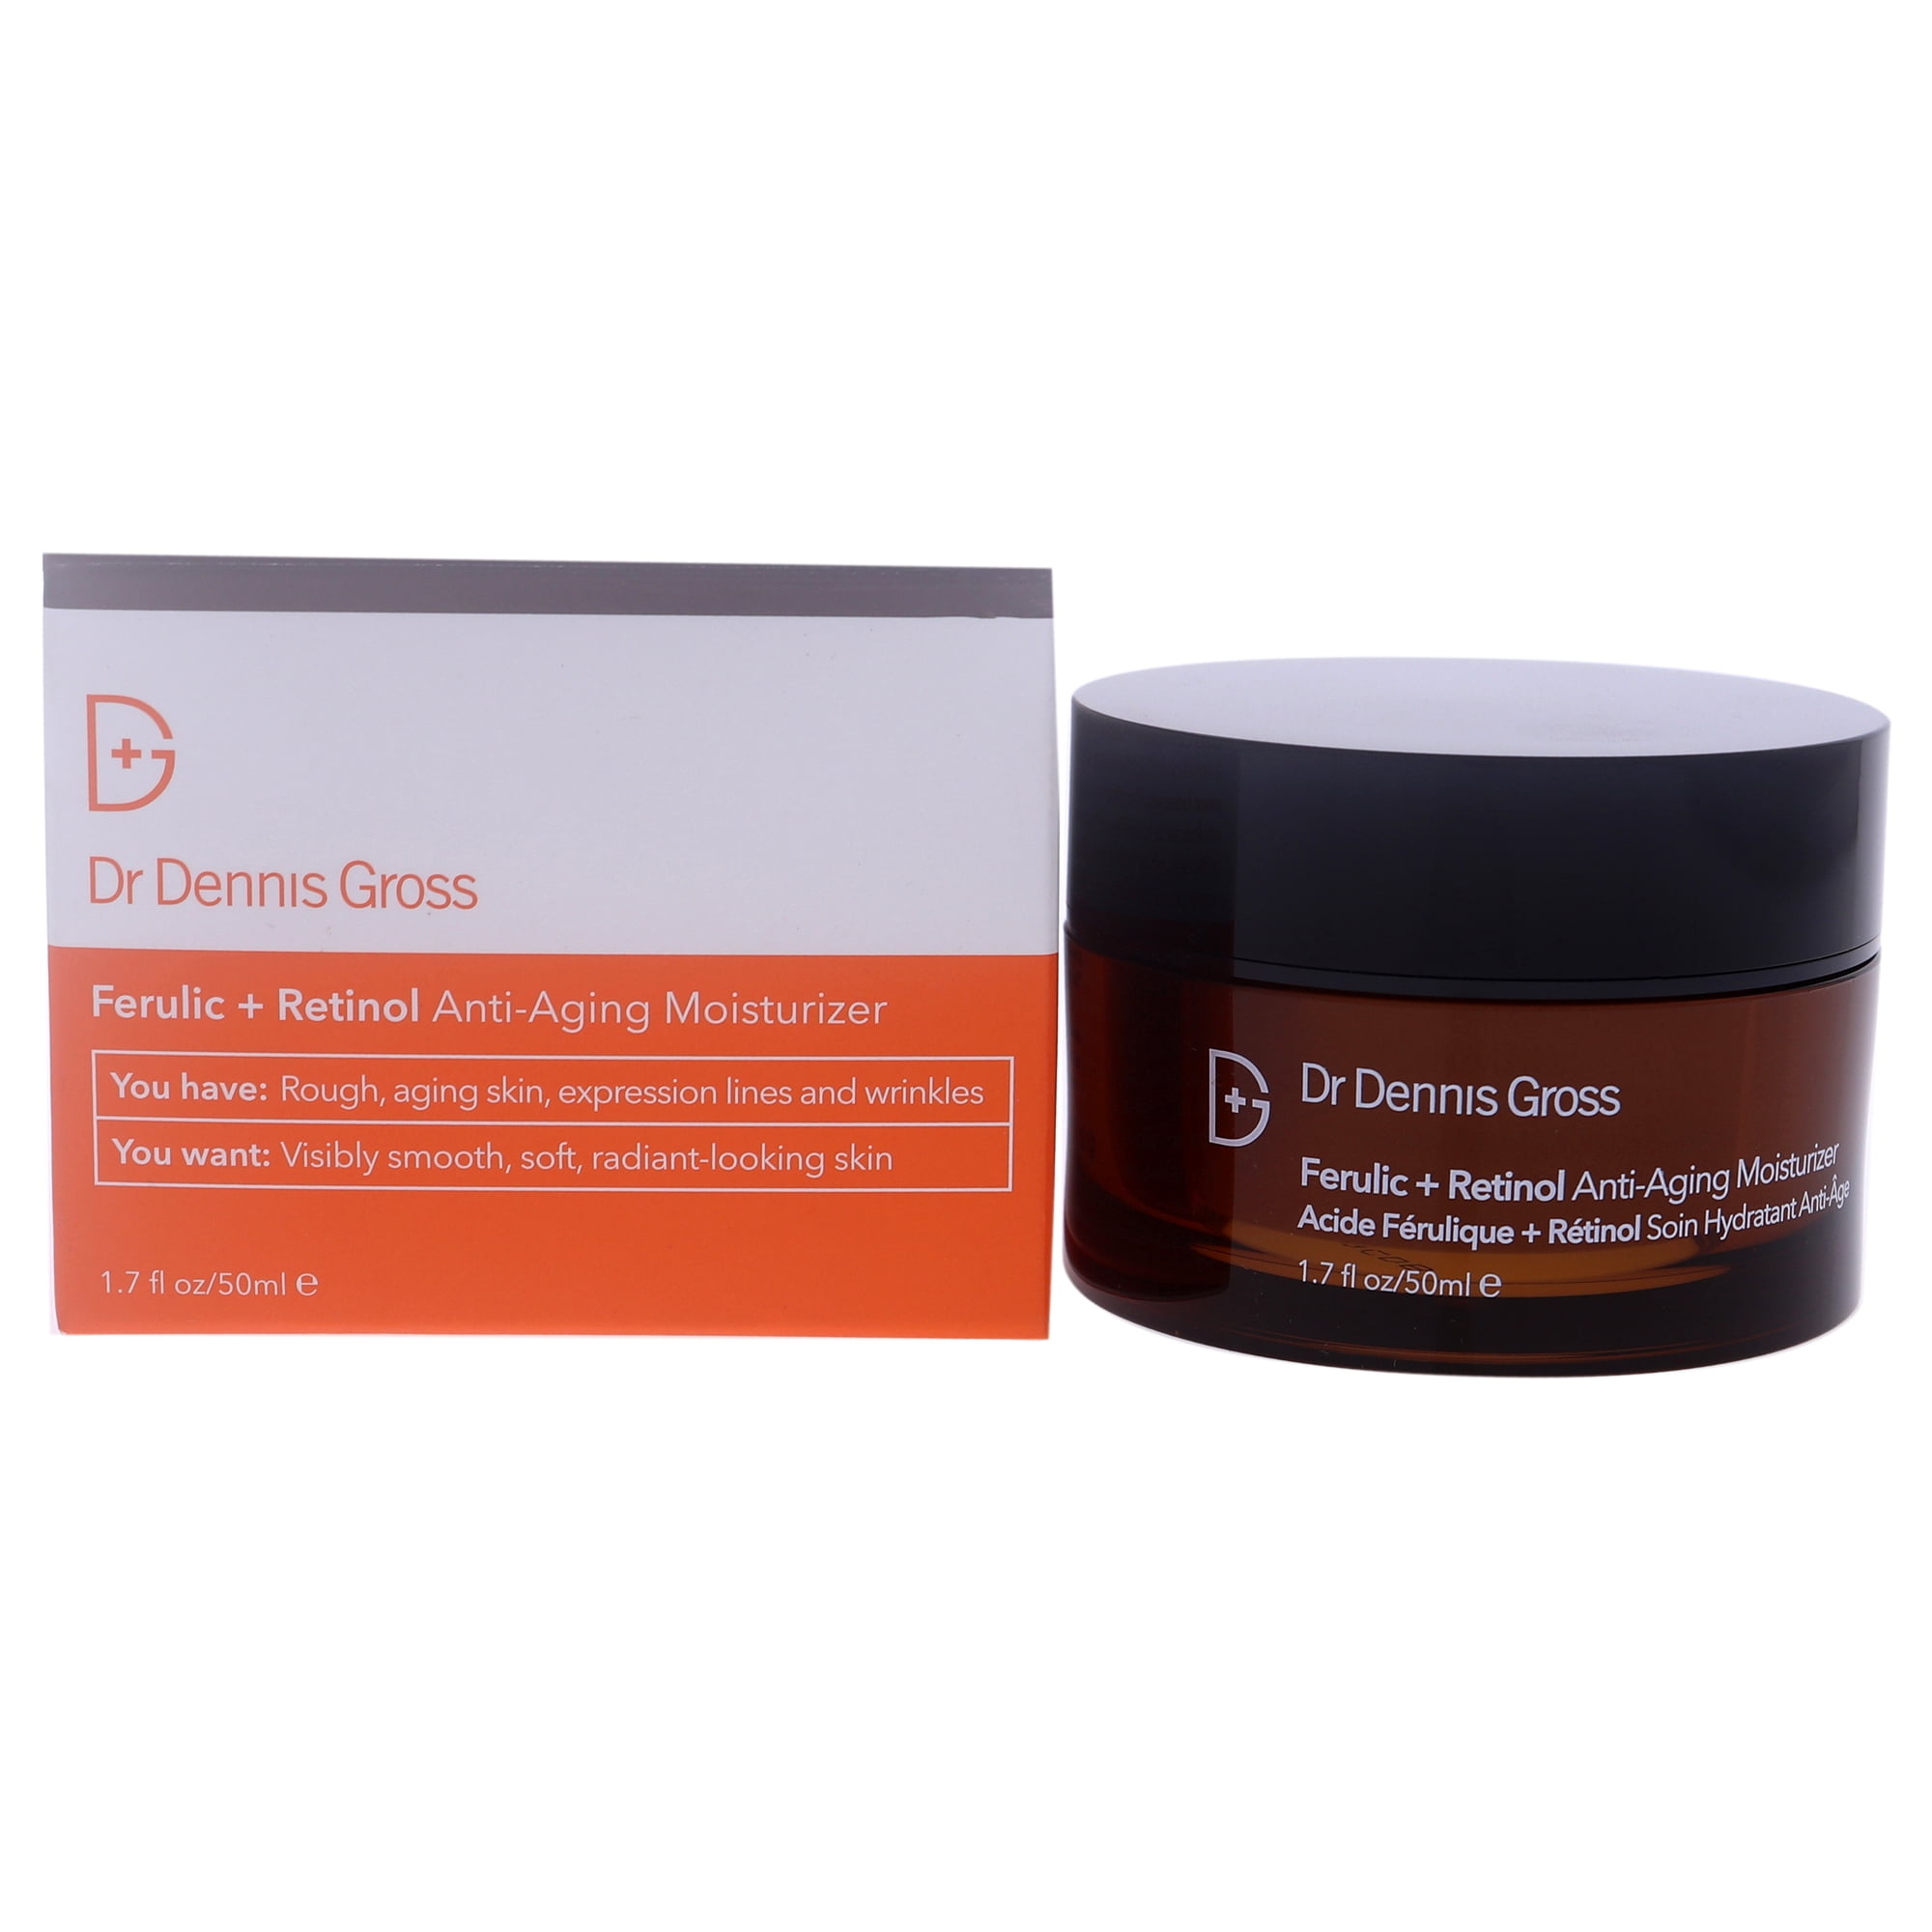 DG
Dr Dennis Gross
Ferulic + Retinol Anti-Aging Moisturizer
You have: Rough, aging skin, expression lines and wrinkles
You want: Visibly smooth, soft, radiant-looking skin
1.7 fl oz/50ml ℮
DG
Dr Dennis Gross
Ferulic + Retinol Anti-Aging Moisturizer
Acide Férulique + Rétinol Soin Hydratant Anti-Âge
1.7 fl oz/50ml ℮